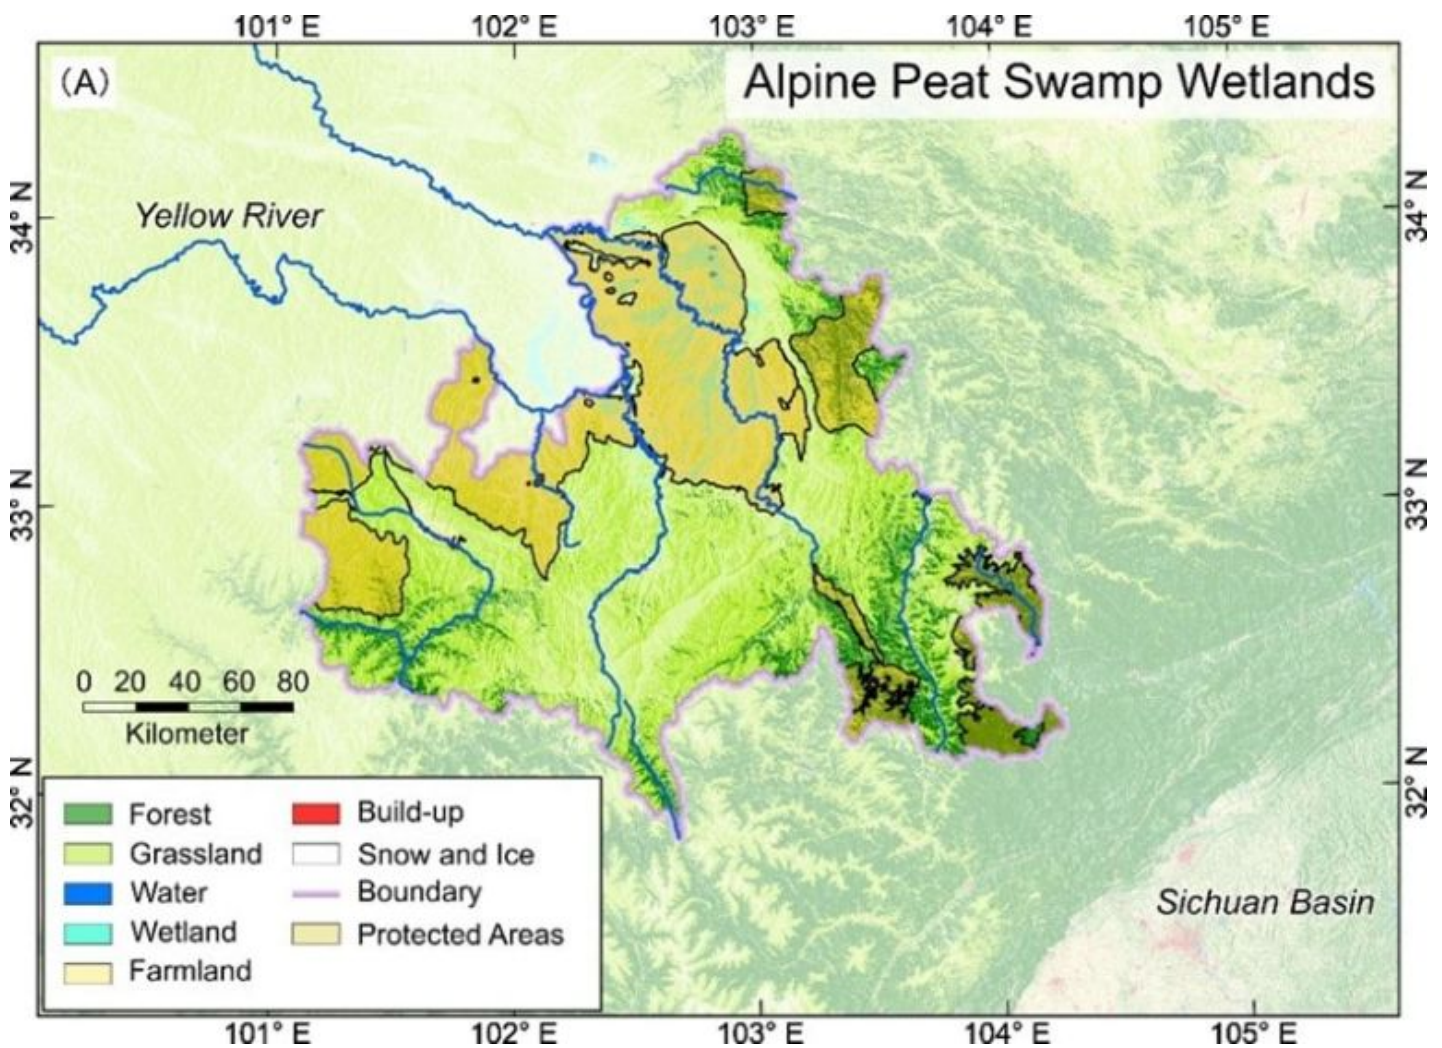 101° E 102° E 103° E 104° E 105° E
(A)
Alpine Peat Swamp Wetlands
34° N
34° N
Yellow River
33° N
33° N
0 20 40 60 80
Kilometer
32° N
32° N
Forest
Grassland
Water
Wetland
Farmland
Build-up
Snow and Ice
Boundary
Protected Areas
Sichuan Basin
101° E 102° E 103° E 104° E 105° E